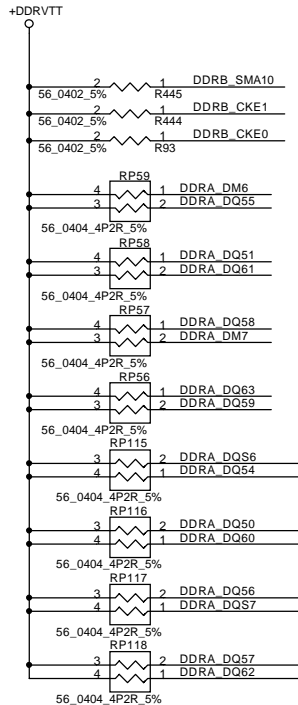 +DDRVTT
2 1 DDRB_SMA10
56_0402_5% R445
2 1 DDRB_CKE1
56_0402_5% R444
2 1 DDRB_CKE0
56_0402_5% R93
RP59
4 1 DDRA_DM6
3 2 DDRA_DQ55
56_0404_4P2R_5%
RP58
4 1 DDRA_DQ51
3 2 DDRA_DQ61
56_0404_4P2R_5%
RP57
4 1 DDRA_DQ58
3 2 DDRA_DM7
56_0404_4P2R_5%
RP56
4 1 DDRA_DQ63
3 2 DDRA_DQ59
56_0404_4P2R_5%
RP115
3 2 DDRA_DQS6
4 1 DDRA_DQ54
56_0404_4P2R_5%
RP116
3 2 DDRA_DQ50
4 1 DDRA_DQ60
56_0404_4P2R_5%
RP117
3 2 DDRA_DQ56
4 1 DDRA_DQS7
56_0404_4P2R_5%
RP118
3 2 DDRA_DQ57
4 1 DDRA_DQ62
56_0404_4P2R_5%